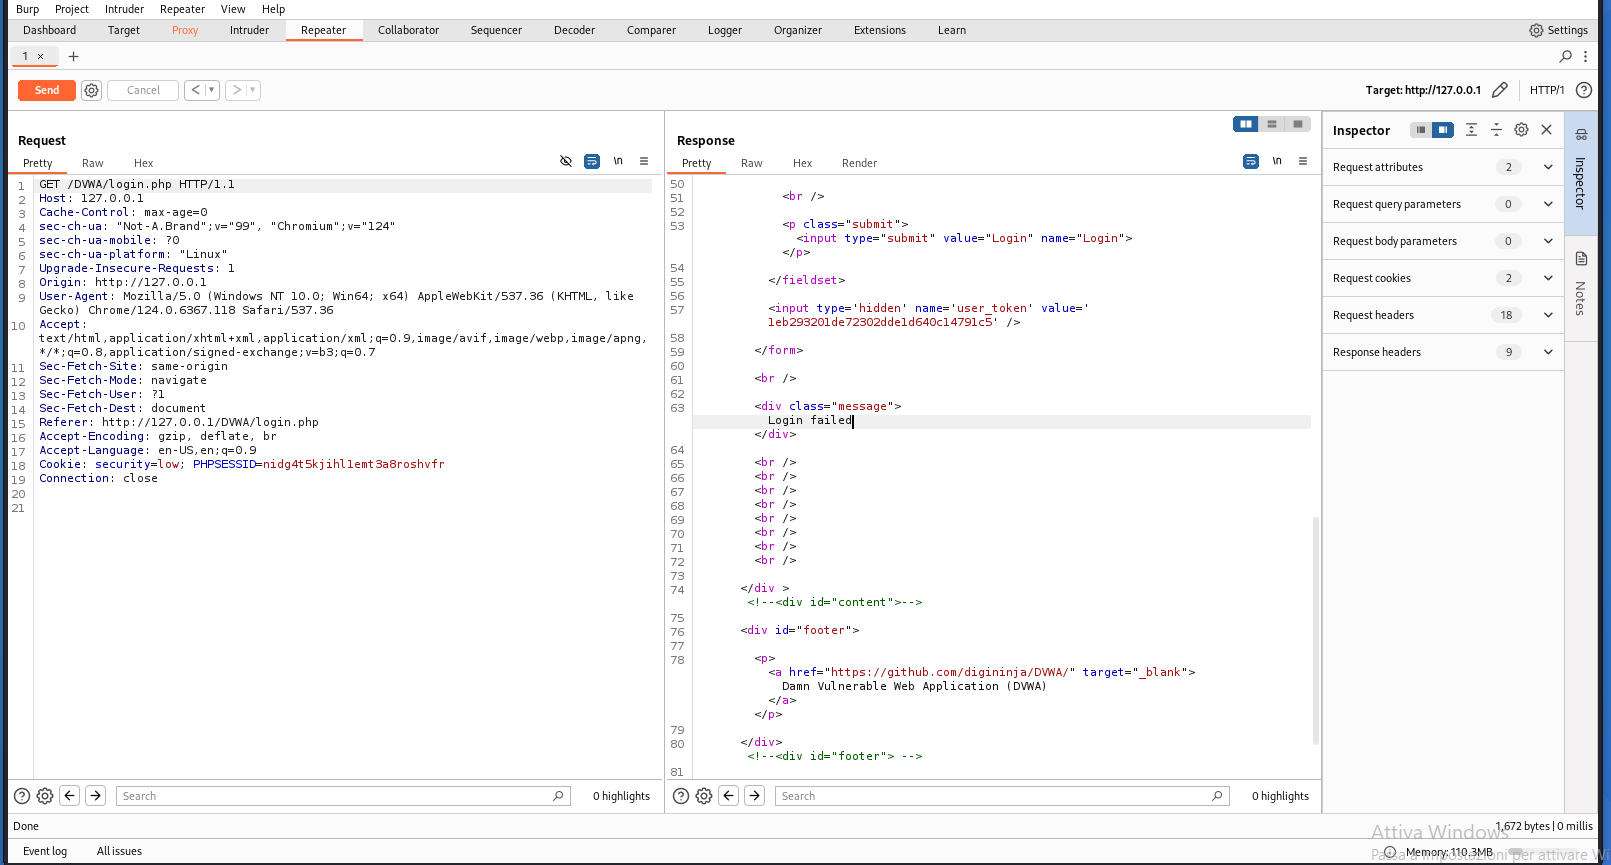 Burp Project Intruder Repeater View Help
Dashboard Target Proxy Intruder Repeater Collaborator Sequencer Decoder Comparer Logger Organizer Extensions Learn Settings
1 × +
Send Cancel < ▼ > ▼ Target: http://127.0.0.1 HTTP/1 ?
Request
Pretty Raw Hex \n
1 GET /DVWA/login.php HTTP/1.1
2 Host: 127.0.0.1
3 Cache-Control: max-age=0
4 sec-ch-ua: "Not-A.Brand";v="99", "Chromium";v="124"
5 sec-ch-ua-mobile: ?0
6 sec-ch-ua-platform: "Linux"
7 Upgrade-Insecure-Requests: 1
8 Origin: http://127.0.0.1
9 User-Agent: Mozilla/5.0 (Windows NT 10.0; Win64; x64) AppleWebKit/537.36 (KHTML, like
Gecko) Chrome/124.0.6367.118 Safari/537.36
10 Accept:
text/html,application/xhtml+xml,application/xml;q=0.9,image/avif,image/webp,image/apng,
*/*;q=0.8,application/signed-exchange;v=b3;q=0.7
11 Sec-Fetch-Site: same-origin
12 Sec-Fetch-Mode: navigate
13 Sec-Fetch-User: ?1
14 Sec-Fetch-Dest: document
15 Referer: http://127.0.0.1/DVWA/login.php
16 Accept-Encoding: gzip, deflate, br
17 Accept-Language: en-US,en;q=0.9
18 Cookie: security=low; PHPSESSID=nidg4t5kjihl1emt3a8roshvfr
19 Connection: close
20
21
? Search 0 highlights
Response
Pretty Raw Hex Render \n
50
51 <br />
52
53 <p class="submit">
<input type="submit" value="Login" name="Login">
</p>
54
55 </fieldset>
56
57 <input type='hidden' name='user_token' value='
1eb293201de72302dde1d640c14791c5' />
58
59 </form>
60
61 <br />
62
63 <div class="message">
Login failed
</div>
64
65 <br />
66 <br />
67 <br />
68 <br />
69 <br />
70 <br />
71 <br />
72 <br />
73
74 </div >
<!--<div id="content">-->
75
76 <div id="footer">
77
78 <p>
<a href="https://github.com/digininja/DVWA/" target="_blank">
Damn Vulnerable Web Application (DVWA)
</a>
</p>
79
80 </div>
<!--<div id="footer"> -->
81
? Search 0 highlights
Inspector
Request attributes 2
Request query parameters 0
Request body parameters 0
Request cookies 2
Request headers 18
Response headers 9
Inspector
Notes
Done 1,672 bytes | 0 millis
Attiva Windows
Passa a Impostazioni per attivare Wi
Event log All issues Memory: 110.3MB